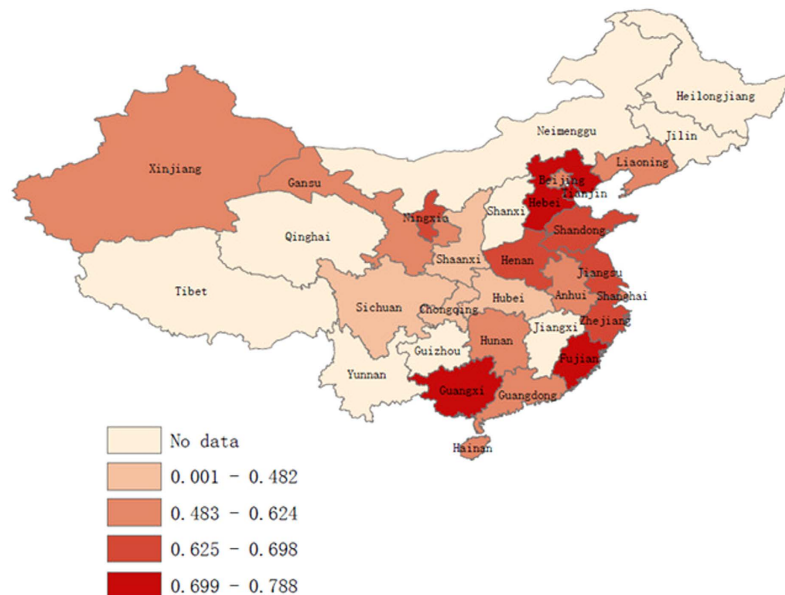 Heilongjiang
Neimenggu
Jilin
Xinjiang
Liaoning
Gansu
Beijing
Tianjin
Hebei
Ningxia
Shanxi
Shandong
Qinghai
Shaanxi
Henan
Jiangsu
Tibet
Anhui
Shanghai
Hubei
Sichuan
Chongqing
Zhejiang
Jiangxi
Hunan
Guizhou
Fujian
Yunnan
Guangxi
Guangdong
Hainan
No data
0.001 - 0.482
0.483 - 0.624
0.625 - 0.698
0.699 - 0.788